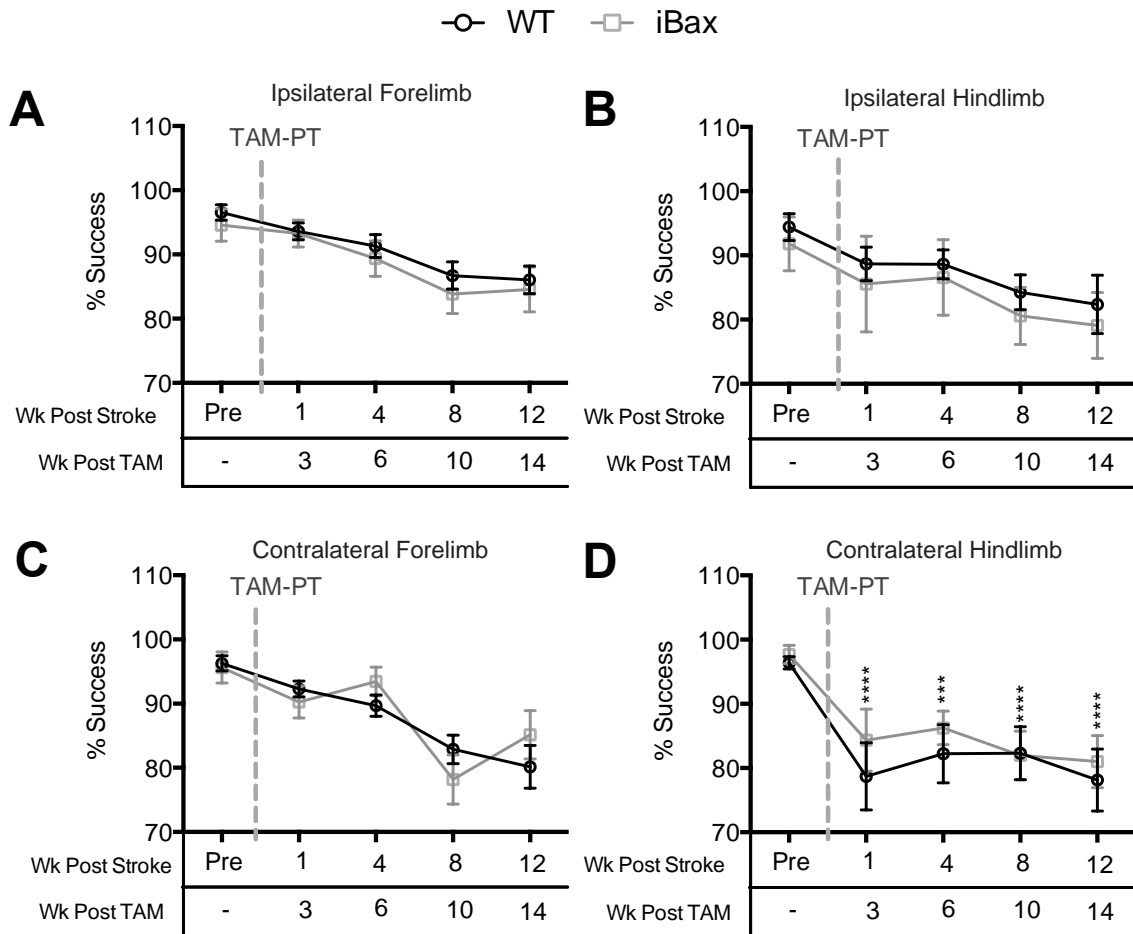 WT iBax
A
Ipsilateral Forelimb
TAM-PT
% Success
110
100
90
80
70
Wk Post Stroke Pre 1 4 8 12
Wk Post TAM - 3 6 10 14
B
Ipsilateral Hindlimb
TAM-PT
% Success
110
100
90
80
70
Wk Post Stroke Pre 1 4 8 12
Wk Post TAM - 3 6 10 14
C
Contralateral Forelimb
TAM-PT
% Success
110
100
90
80
70
Wk Post Stroke Pre 1 4 8 12
Wk Post TAM - 3 6 10 14
D
Contralateral Hindlimb
TAM-PT
% Success
110
100
90
80
70
**** *** **** ****
Wk Post Stroke Pre 1 4 8 12
Wk Post TAM - 3 6 10 14